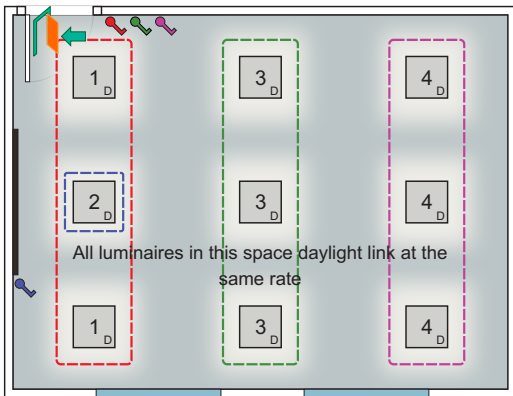 1 D 3 D 4 D
2 D 3 D 4 D
All luminaires in this space daylight link at the
same rate
1 D 3 D 4 D